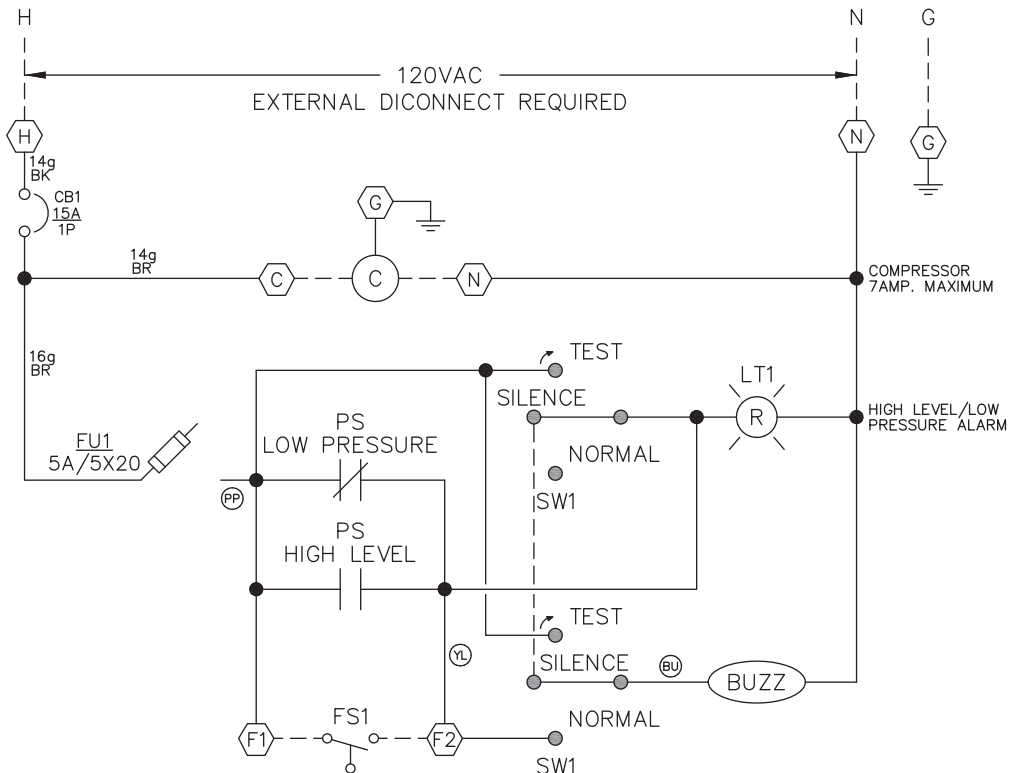 H N G
120VAC
EXTERNAL DICONNECT REQUIRED
H N G
14g
BK
CB1
15A
1P
G
14g
BR
C C N
COMPRESSOR
7AMP. MAXIMUM
16g
BR
TEST
LT1
SILENCE
R
HIGH LEVEL/LOW
PRESSURE ALARM
PS
LOW PRESSURE
FU1
5A/5X20
NORMAL
PP
SW1
PS
HIGH LEVEL
TEST
YL
SILENCE
BU
BUZZ
FS1
NORMAL
F1 F2
SW1